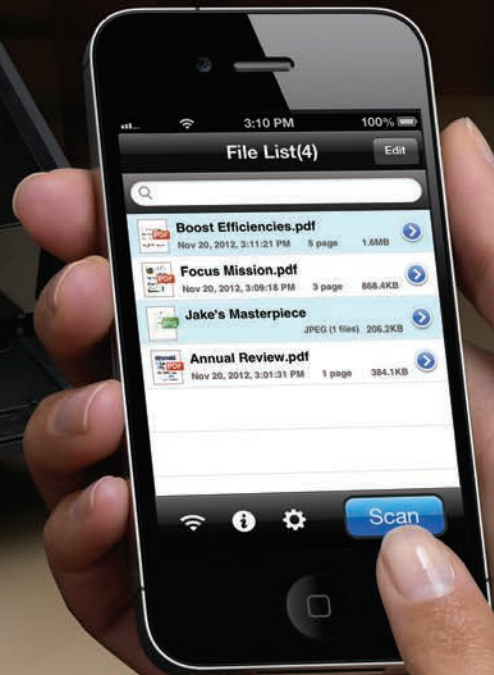 3:10 PM 100%
File List(4) Edit
Boost Efficiencies.pdf
Nov 20, 2012, 3:11:21 PM 5 page 1.6MB
Focus Mission.pdf
Nov 20, 2012, 3:09:18 PM 3 page 868.4KB
Jake's Masterpiece
JPEG (1 files) 206.2KB
Annual Review.pdf
Nov 20, 2012, 3:01:31 PM 1 page 384.1KB
Scan